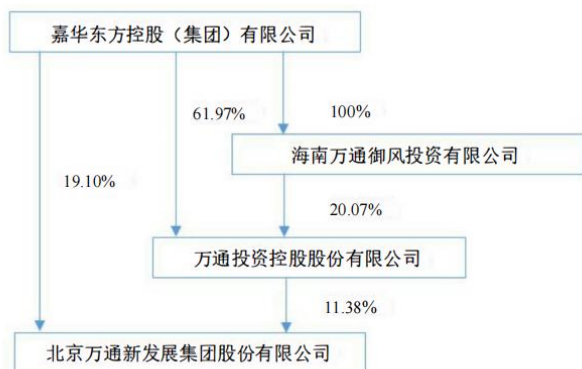 嘉华东方控股（集团）有限公司
61.97%
100%
海南万通御风投资有限公司
19.10%
20.07%
万通投资控股股份有限公司
11.38%
北京万通新发展集团股份有限公司